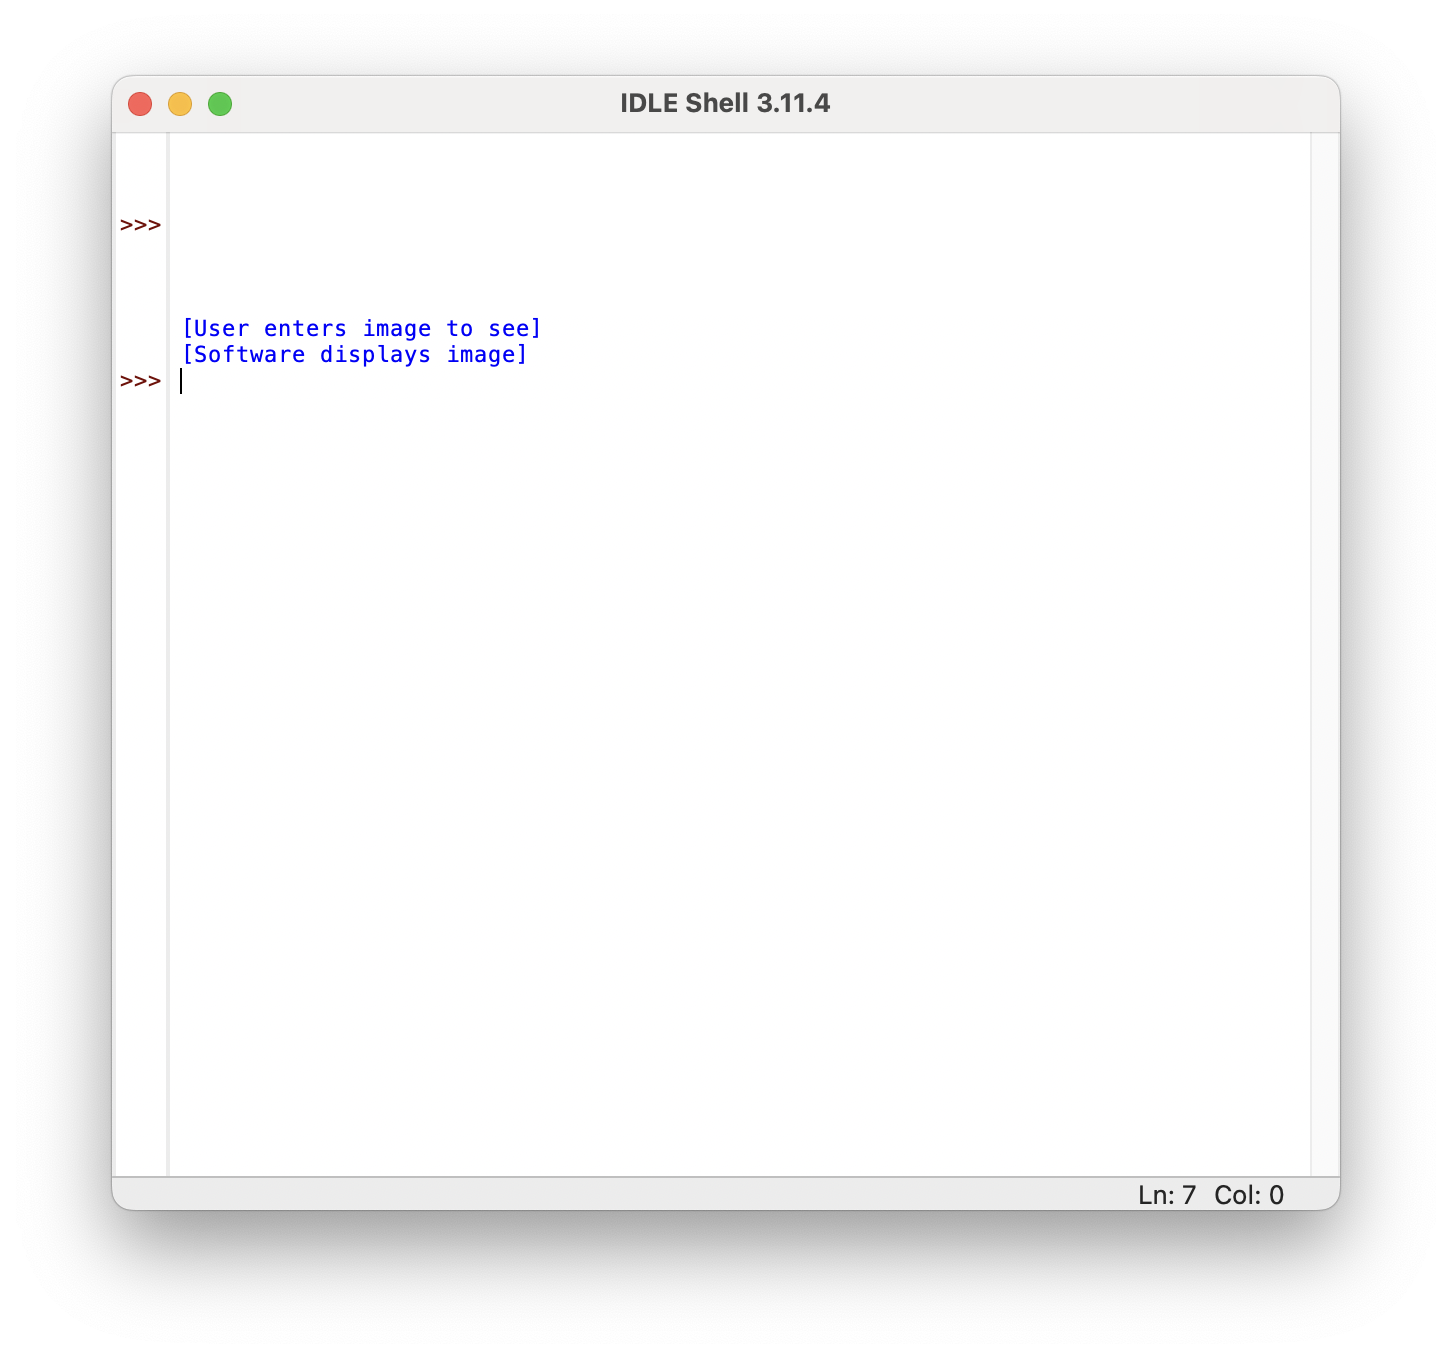 IDLE Shell 3.11.4
>>>
[User enters image to see]
[Software displays image]
>>>
Ln: 7 Col: 0